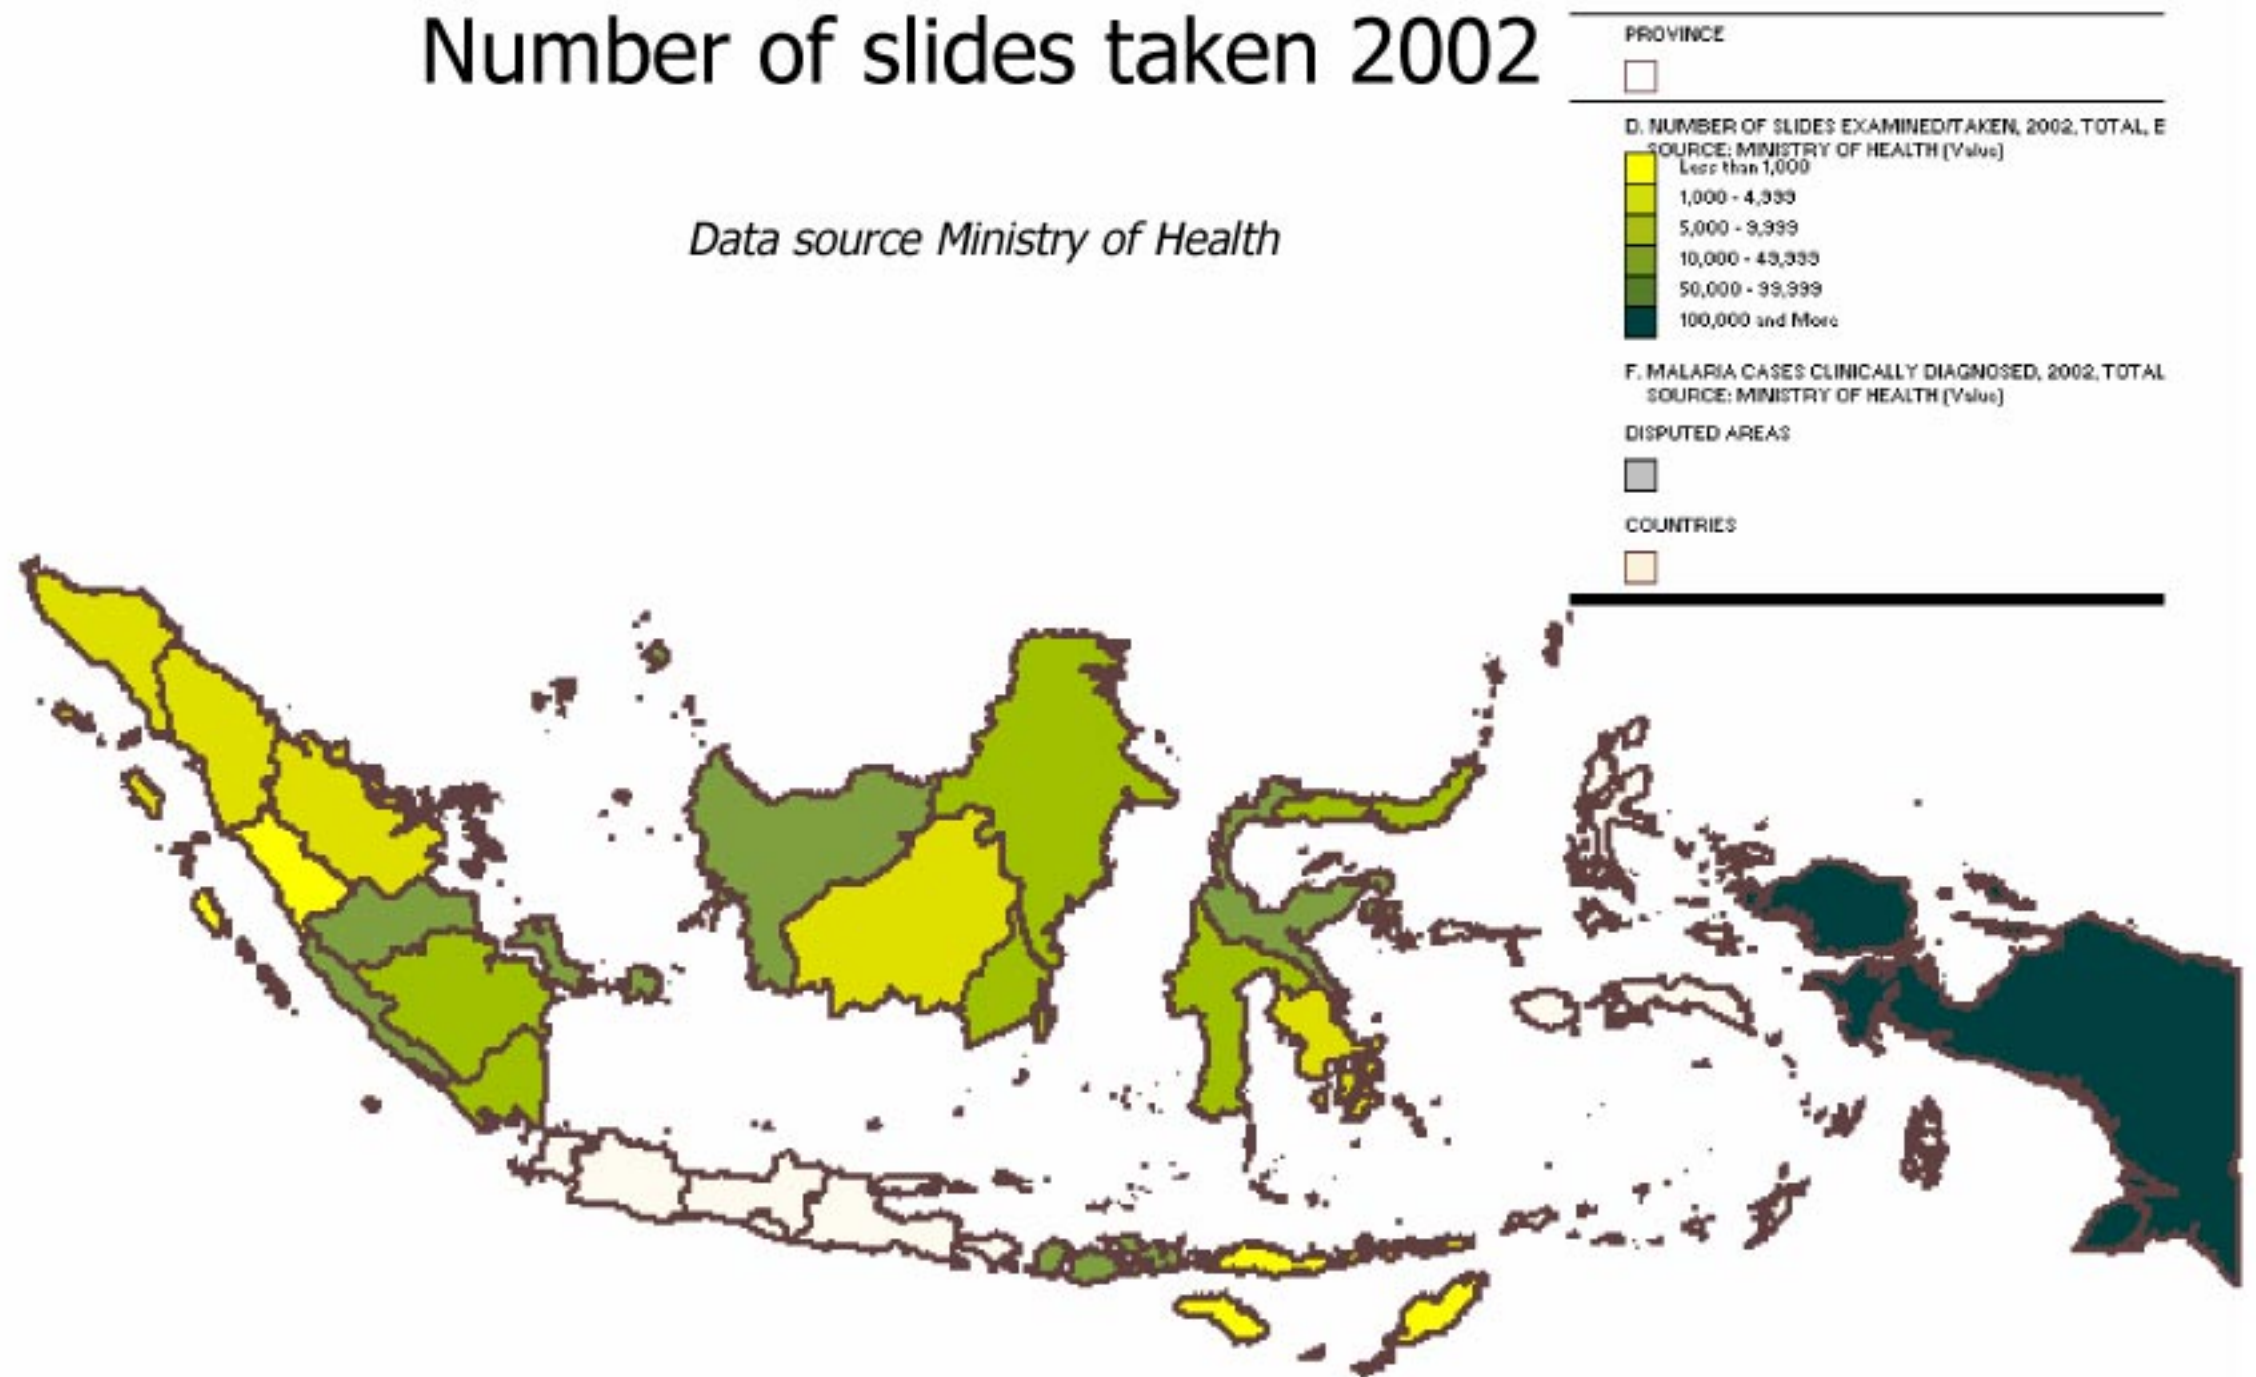 Number of slides taken 2002
Data source Ministry of Health
PROVINCE
D. NUMBER OF SLIDES EXAMINED/TAKEN, 2002, TOTAL, E
SOURCE: MINISTRY OF HEALTH [Value]
Less than 1,000
1,000 - 4,999
5,000 - 9,999
10,000 - 49,999
50,000 - 99,999
100,000 and More
F. MALARIA CASES CLINICALLY DIAGNOSED, 2002, TOTAL
SOURCE: MINISTRY OF HEALTH [Value]
DISPUTED AREAS
COUNTRIES